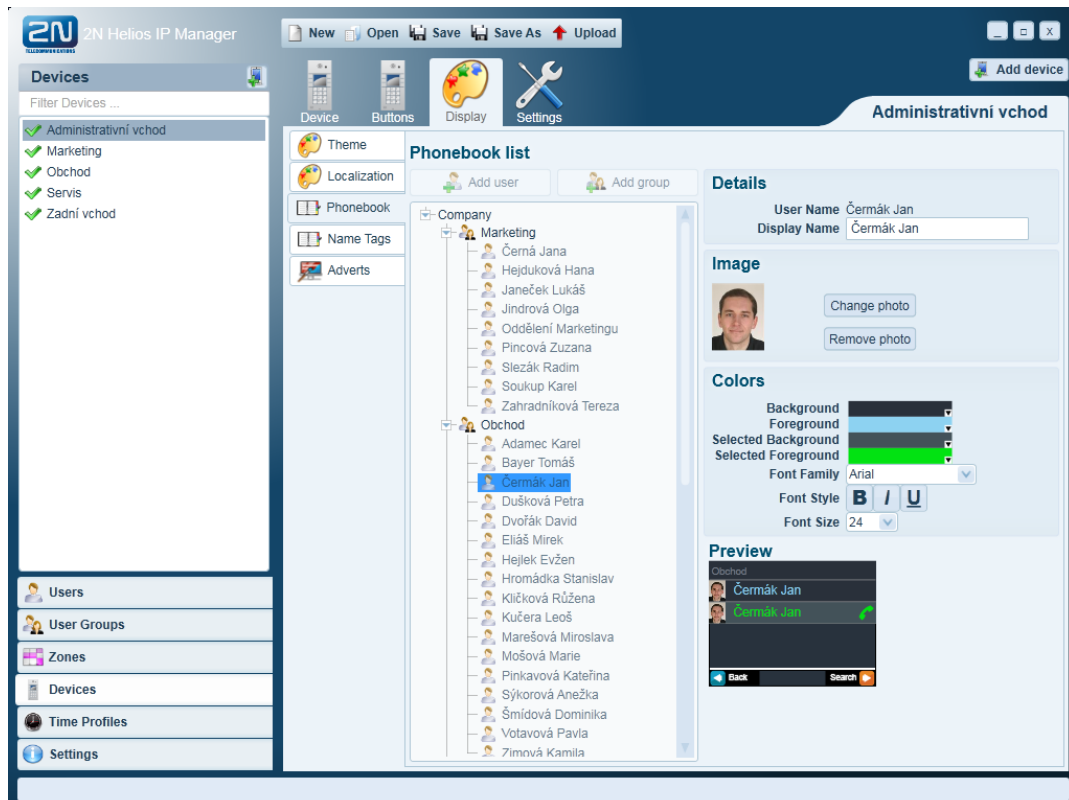 2N
TELECOMMUNICATIONS
2N Helios IP Manager
New Open Save Save As Upload
_ X
Devices
Filter Devices ...
Administrativní vchod
Marketing
Obchod
Servis
Zadní vchod
Users
User Groups
Zones
Devices
Time Profiles
Settings
Device Buttons Display Settings
Add device
Administrativní vchod
Theme
Localization
Phonebook
Name Tags
Adverts
Phonebook list
Add user Add group
Company
Marketing
Černá Jana
Hejduková Hana
Janeček Lukáš
Jindrová Olga
Oddělení Marketingu
Pincová Zuzana
Slezák Radim
Soukup Karel
Zahradníková Tereza
Obchod
Adamec Karel
Bayer Tomáš
Čermák Jan
Dušková Petra
Dvořák David
Eliáš Mirek
Hejlek Evžen
Hromádka Stanislav
Kličková Růžena
Kučera Leoš
Marešová Miroslava
Mošová Marie
Pinkavová Kateřina
Sýkorová Anežka
Šmídová Dominika
Votavová Pavla
Zimová Kamila
Details
User Name Čermák Jan
Display Name Čermák Jan
Image
Change photo
Remove photo
Colors
Background
Foreground
Selected Background
Selected Foreground
Font Family Arial
Font Style B I U
Font Size 24
Preview
Obchod
Čermák Jan
Čermák Jan
Back Search